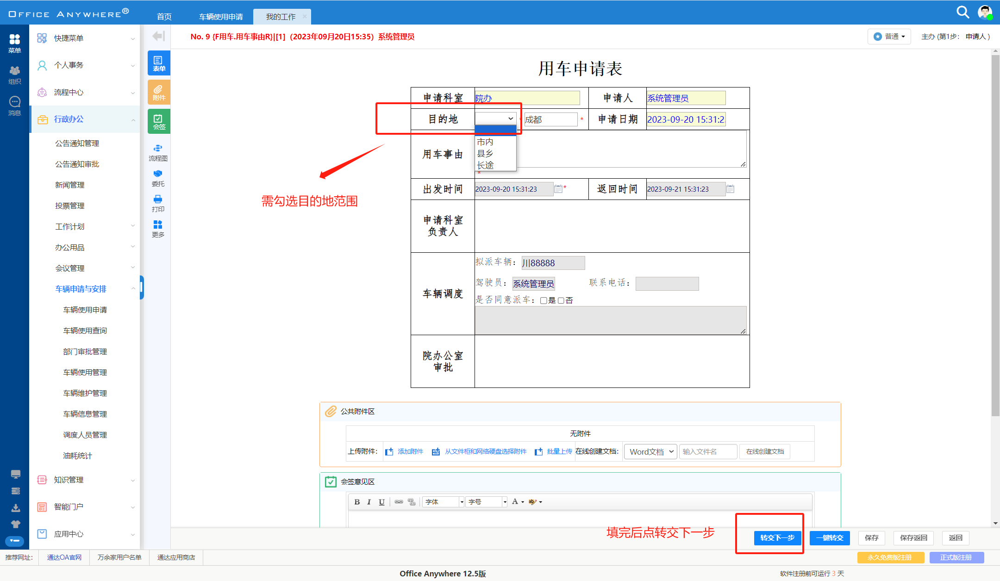 OFFICE ANYWHERE®
首页
车辆使用申请
我的工作
菜单
组织
消息
快捷菜单
个人事务
流程中心
行政办公
公告通知管理
公告通知审批
新闻管理
投票管理
工作计划
办公用品
会议管理
车辆申请与安排
车辆使用申请
车辆使用查询
部门审批管理
车辆使用管理
车辆维护管理
车辆信息管理
调度人员管理
油耗统计
知识管理
智能门户
应用中心
表单
附件
会签
流程图
委托
打印
更多
No. 9 {F用车.用车事由R}|[1]（2023年09月20日15:35）系统管理员
普通
主办 (第1步： 申请人 )
用车申请表
申请科室 院办 申请人 系统管理员
目的地 * 成都 * 申请日期 2023-09-20 15:31:2
市内
县乡
长途
用车事由
*
需勾选目的地范围
出发时间 2023-09-20 15:31:23 * 返回时间 2023-09-21 15:31:23
申请科室
负责人
车辆调度
拟派车辆： 川88888
驾驶员： 系统管理员 联系电话：
是否同意派车： 是 否
院办公室
审批
公共附件区
无附件
上传附件： 添加附件 从文件柜和网络硬盘选择附件 批量上传 在线创建文档： Word文档 输入文件名 在线创建文档
会签意见区
B I U 字体 字号 A ab
填完后点转交下一步
转交下一步 一键转交 保存 保存返回 返回
推荐网址： 通达OA官网 万余家用户名单 通达应用商店
永久免费版注册 正式版注册
Office Anywhere 12.5版
软件注册前可运行 3 天